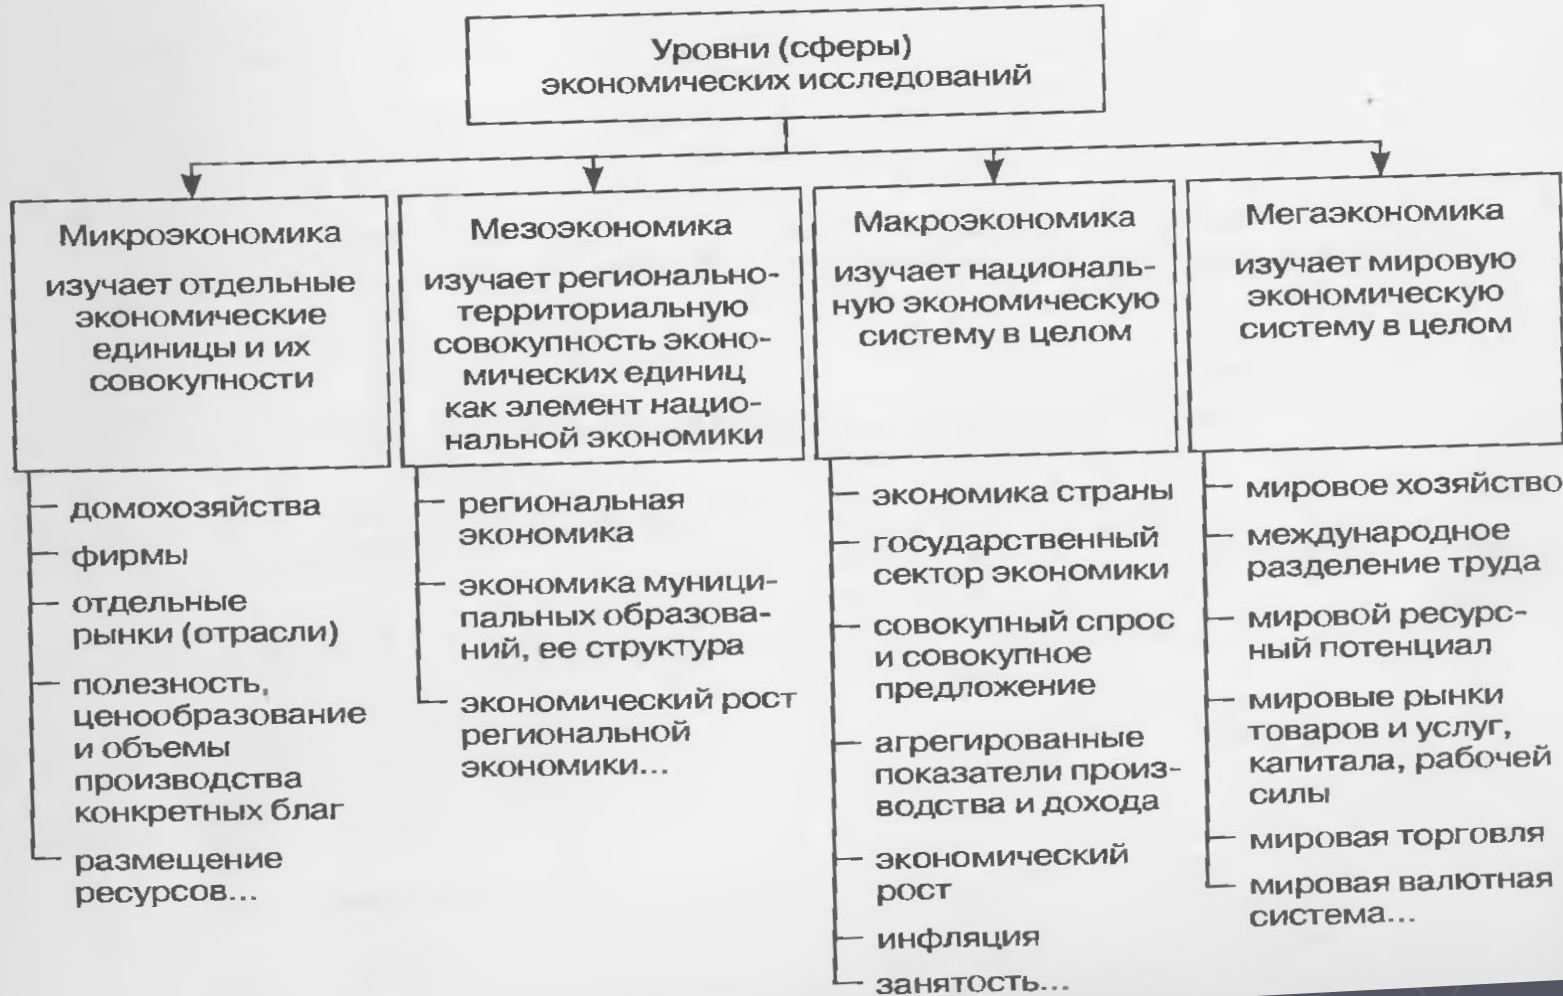 Уровни (сферы)
экономических исследований
Микроэкономика
изучает отдельные
экономические
единицы и их
совокупности
домохозяйства
фирмы
отдельные
рынки (отрасли)
полезность,
ценообразование
и объемы
производства
конкретных благ
размещение
ресурсов...
Мезоэкономика
изучает регионально-
территориальную
совокупность эконо-
мических единиц
как элемент нацио-
нальной экономики
региональная
экономика
экономика муници-
пальных образова-
ний, ее структура
экономический рост
региональной
экономики...
Макроэкономика
изучает националь-
ную экономическую
систему в целом
экономика страны
государственный
сектор экономики
совокупный спрос
и совокупное
предложение
агрегированные
показатели произ-
водства и дохода
экономический
рост
инфляция
занятость...
Мегаэкономика
изучает мировую
экономическую
систему в целом
мировое хозяйство
международное
разделение труда
мировой ресурс-
ный потенциал
мировые рынки
товаров и услуг,
капитала, рабочей
силы
мировая торговля
мировая валютная
система...